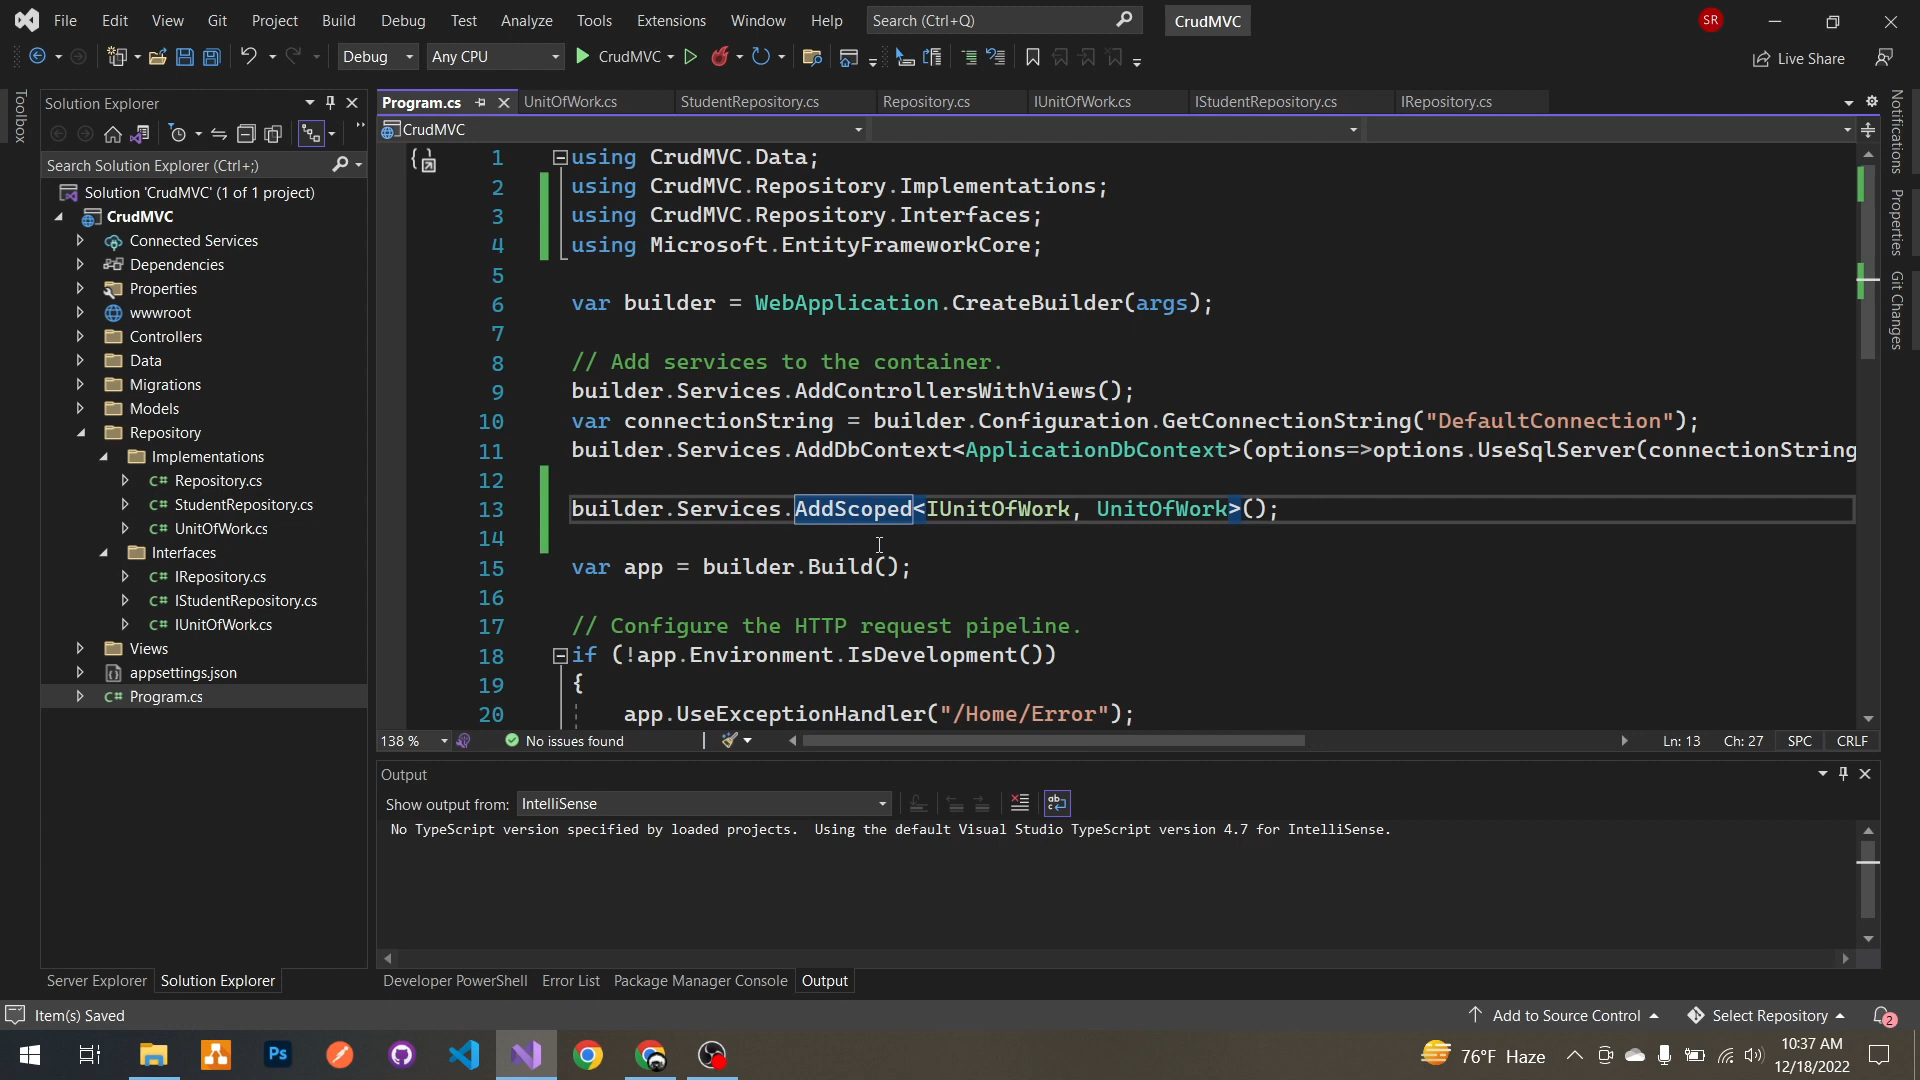 File Edit View Git Project Build Debug Test Analyze Tools Extensions Window Help Search (Ctrl+Q) CrudMVC SR
Debug Any CPU CrudMVC Live Share
Toolbox
Solution Explorer
Search Solution Explorer (Ctrl+;)
Solution 'CrudMVC' (1 of 1 project)
CrudMVC
Connected Services
Dependencies
Properties
wwwroot
Controllers
Data
Migrations
Models
Repository
Implementations
C# Repository.cs
C# StudentRepository.cs
C# UnitOfWork.cs
Interfaces
C# IRepository.cs
C# IStudentRepository.cs
C# IUnitOfWork.cs
Views
appsettings.json
C# Program.cs
Server Explorer Solution Explorer
Program.cs UnitOfWork.cs StudentRepository.cs Repository.cs IUnitOfWork.cs IStudentRepository.cs IRepository.cs
CrudMVC
1 using CrudMVC.Data;
2 using CrudMVC.Repository.Implementations;
3 using CrudMVC.Repository.Interfaces;
4 using Microsoft.EntityFrameworkCore;
5
6 var builder = WebApplication.CreateBuilder(args);
7
8 // Add services to the container.
9 builder.Services.AddControllersWithViews();
10 var connectionString = builder.Configuration.GetConnectionString("DefaultConnection");
11 builder.Services.AddDbContext<ApplicationDbContext>(options=>options.UseSqlServer(connectionString
12
13 builder.Services.AddScoped<IUnitOfWork, UnitOfWork>();
14
15 var app = builder.Build();
16
17 // Configure the HTTP request pipeline.
18 if (!app.Environment.IsDevelopment())
19 {
20 app.UseExceptionHandler("/Home/Error");
138 % No issues found Ln: 13 Ch: 27 SPC CRLF
Output
Show output from: IntelliSense
No TypeScript version specified by loaded projects. Using the default Visual Studio TypeScript version 4.7 for IntelliSense.
Developer PowerShell Error List Package Manager Console Output
Notifications
Properties
Git Changes
Item(s) Saved Add to Source Control Select Repository 2
Ps 76°F Haze 10:37 AM
12/18/2022